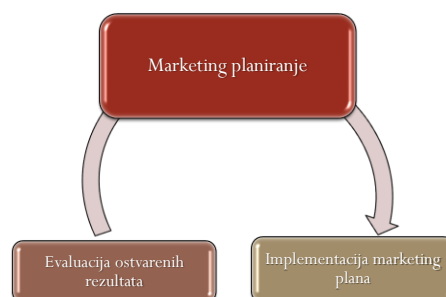 Marketing planiranje
Evaluacija ostvarenih
rezultata
Implementacija marketing
plana